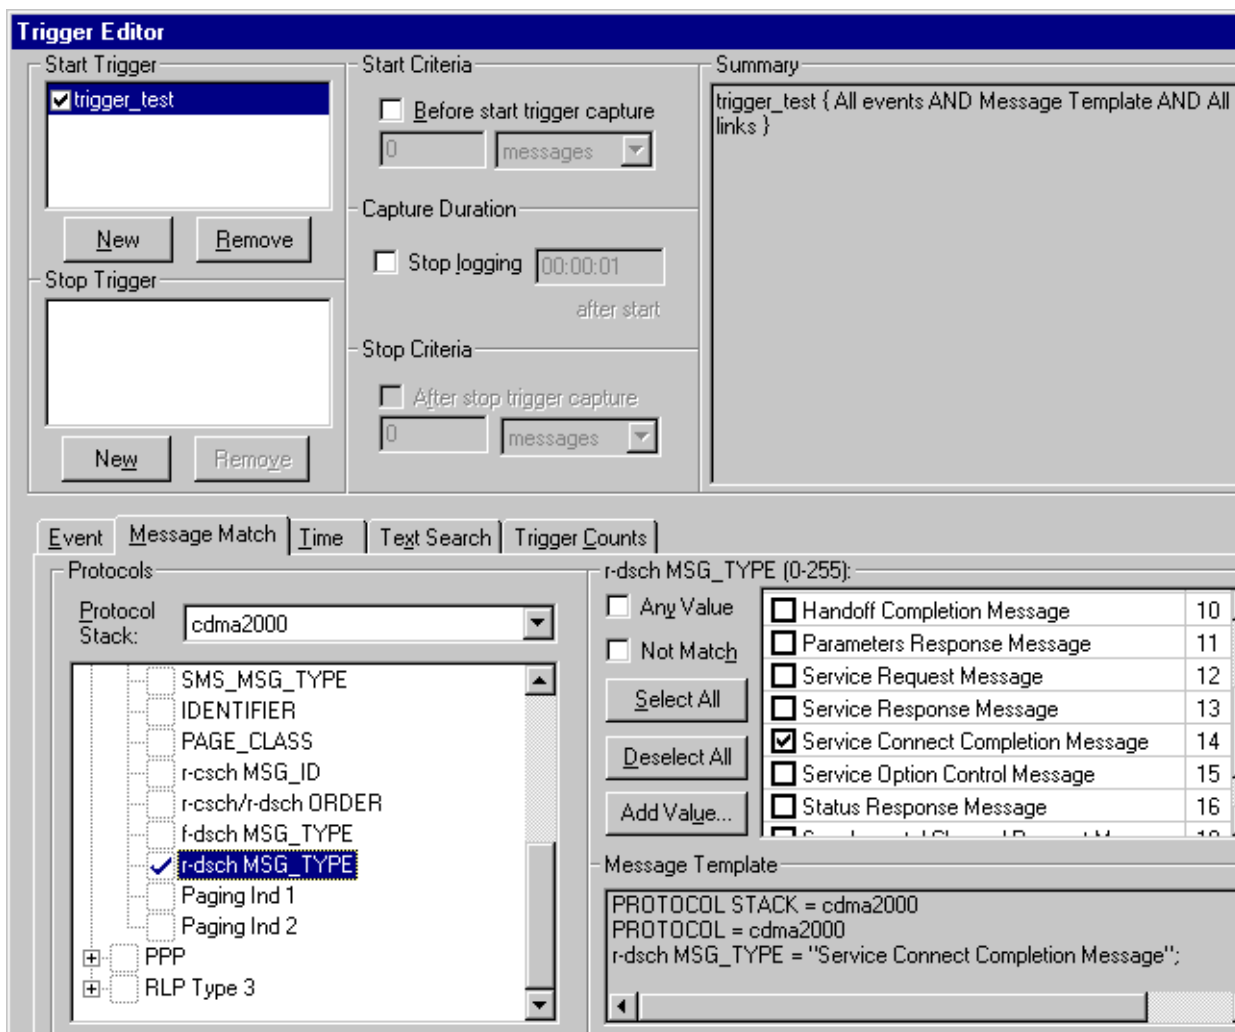 Trigger Editor
Start Trigger
trigger_test
New
Remove
Stop Trigger
New
Remove
Start Criteria
Before start trigger capture
0
messages
Capture Duration
Stop logging
00:00:01
after start
Stop Criteria
After stop trigger capture
0
messages
Summary
trigger_test { All events AND Message Template AND All
links }
Event
Message Match
Time
Text Search
Trigger Counts
Protocols
Protocol
Stack:
cdma2000
SMS_MSG_TYPE
IDENTIFIER
PAGE_CLASS
r-csch MSG_ID
r-csch/r-dsch ORDER
f-dsch MSG_TYPE
r-dsch MSG_TYPE
Paging Ind 1
Paging Ind 2
PPP
RLP Type 3
r-dsch MSG_TYPE (0-255):
Any Value
Not Match
Select All
Deselect All
Add Value...
Handoff Completion Message 10
Parameters Response Message 11
Service Request Message 12
Service Response Message 13
Service Connect Completion Message 14
Service Option Control Message 15
Status Response Message 16
Message Template
PROTOCOL STACK = cdma2000
PROTOCOL = cdma2000
r-dsch MSG_TYPE = "Service Connect Completion Message";